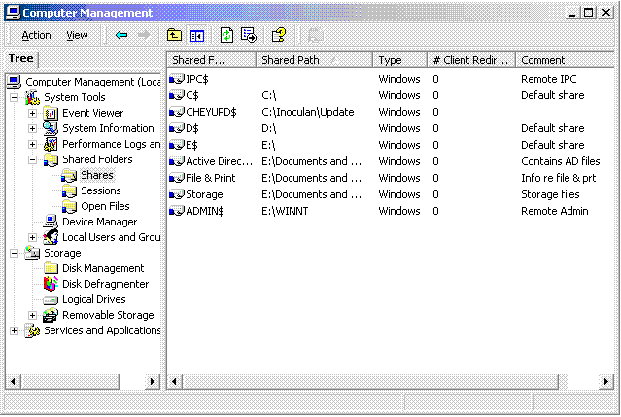 Computer Management
Action View
Tree
Computer Management (Loca
System Tools
Event Viewer
System Information
Performance Logs an
Shared Folders
Shares
Sessions
Open Files
Device Manager
Local Users and Grou
Storage
Disk Management
Disk Defragmenter
Logical Drives
Removable Storage
Services and Applications
Shared F... Shared Path Type # Client Redir .. Comment
IPC$ Windows 0 Remote IPC
C$ C:\ Windows 0 Default share
CHEYUFD$ C:\Inoculan\Update Windows 0
D$ D:\ Windows 0 Default share
E$ E:\ Windows 0 Default share
Active Direc... E:\Documents and ... Windows 0 Contains AD files
File & Print E:\Documents and ... Windows 0 Info re file & prt
Storage E:\Documents and ... Windows 0 Storage files
ADMIN$ E:\WINNT Windows 0 Remote Admin